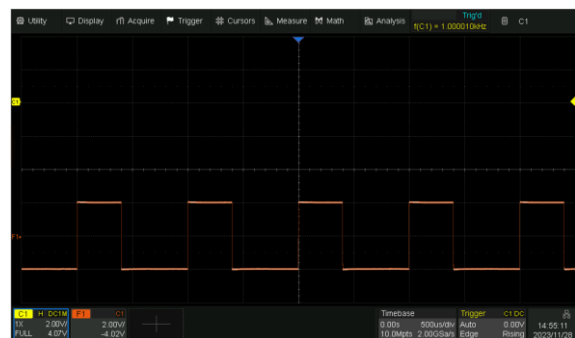 Utility Display Acquire Trigger Cursors Measure Math Analysis Trig'd f(C1) = 1.000010kHz C1
C1
F1
C1 H DC1M F1 C1 Timebase Trigger C1 DC
1X 2.00V/ 2.00V/ 0.00s 500us/div Auto 0.00V 14:55:11
FULL 4.07V -4.02V 10.0Mpts 2.00GSa/s Edge Rising 2023/11/28